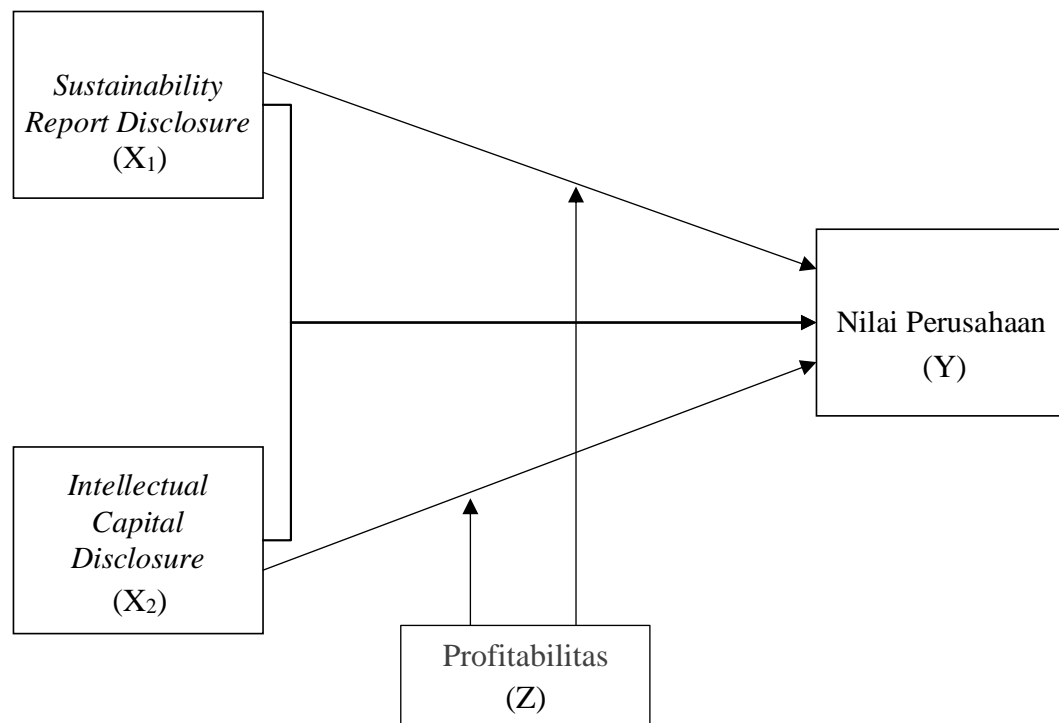 Sustainability
Report Disclosure
(X₁)
Nilai Perusahaan
(Y)
Intellectual
Capital
Disclosure
(X₂)
Profitabilitas
(Z)